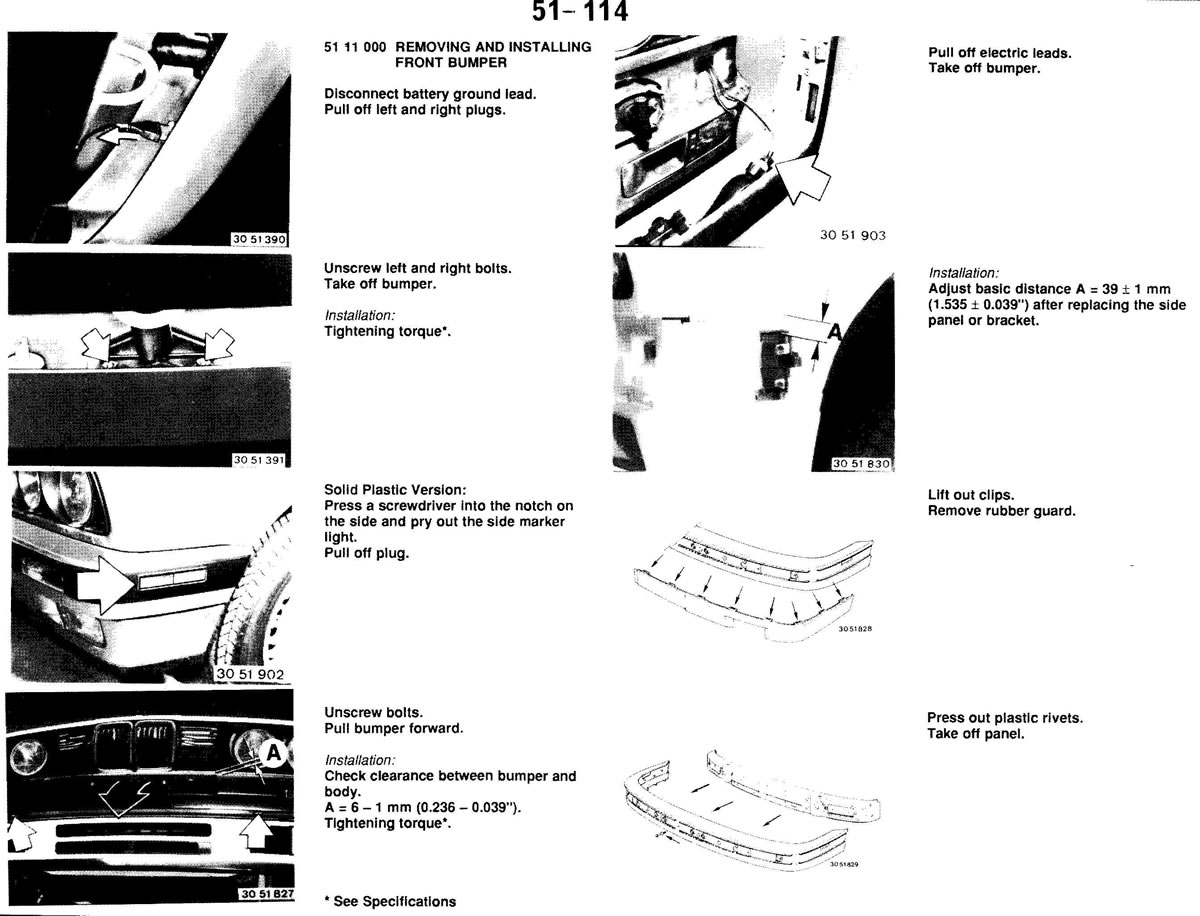 51-114
51 11 000 REMOVING AND INSTALLING
FRONT BUMPER
Disconnect battery ground lead.
Pull off left and right plugs.
30 51 390
Unscrew left and right bolts.
Take off bumper.
Installation:
Tightening torque*.
30 51 391
Solid Plastic Version:
Press a screwdriver into the notch on
the side and pry out the side marker
light.
Pull off plug.
30 51 902
Unscrew bolts.
Pull bumper forward.
Installation:
Check clearance between bumper and
body.
A = 6 – 1 mm (0.236 – 0.039").
Tightening torque*.
A
30 51 827
* See Specifications
Pull off electric leads.
Take off bumper.
30 51 903
Installation:
Adjust basic distance A = 39 ± 1 mm
(1.535 ± 0.039") after replacing the side
panel or bracket.
A
30 51 830
Lift out clips.
Remove rubber guard.
30 51 828
Press out plastic rivets.
Take off panel.
30 51 829